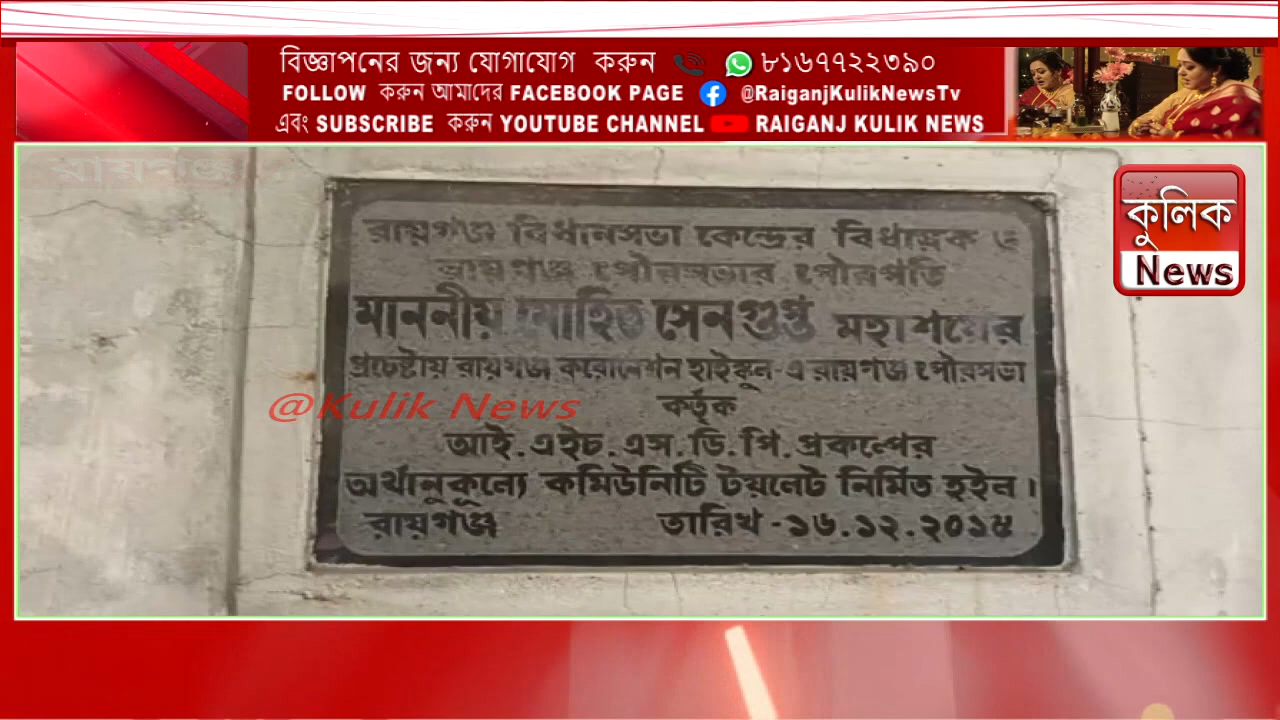 বিজ্ঞাপনের জন্য যোগাযোগ করুন ৮১৬৭৭২২৩৯০
FOLLOW করুন আমাদের FACEBOOK PAGE @RaiganjKulikNewsTv
এবং SUBSCRIBE করুন YOUTUBE CHANNEL RAIGANJ KULIK NEWS
রায়গঞ্জ
কুলিক
News
রায়গঞ্জ বিধানসভা কেন্দ্রের বিধায়ক ও
রায়গঞ্জ পৌরসভার পৌরপতি
মাননীয় মোহিত সেনগুপ্ত মহাশয়ের
প্রচেষ্টায় রায়গঞ্জ করোনেশন হাইস্কুল-এ রায়গঞ্জ পৌরসভা
কর্তৃক
@Kulik News
আই.এইচ.এস.ডি.পি.প্রকল্পের
অর্থানুকূল্যে কমিউনিটি টয়লেট নির্মিত হইল।
রায়গঞ্জ তারিখ-১৬.১২.২০১৫